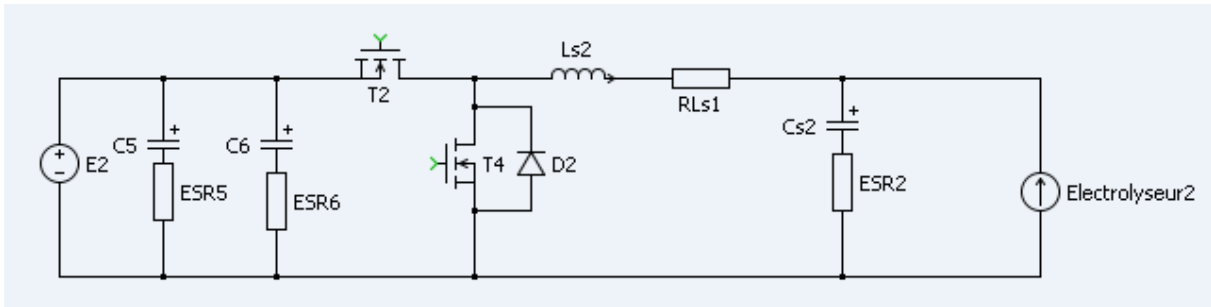 Ls2
T2
RLs1
C5
C6
Cs2
E2
T4
D2
ESR5
ESR6
ESR2
Electrolyseur2
+
+
+
+
−